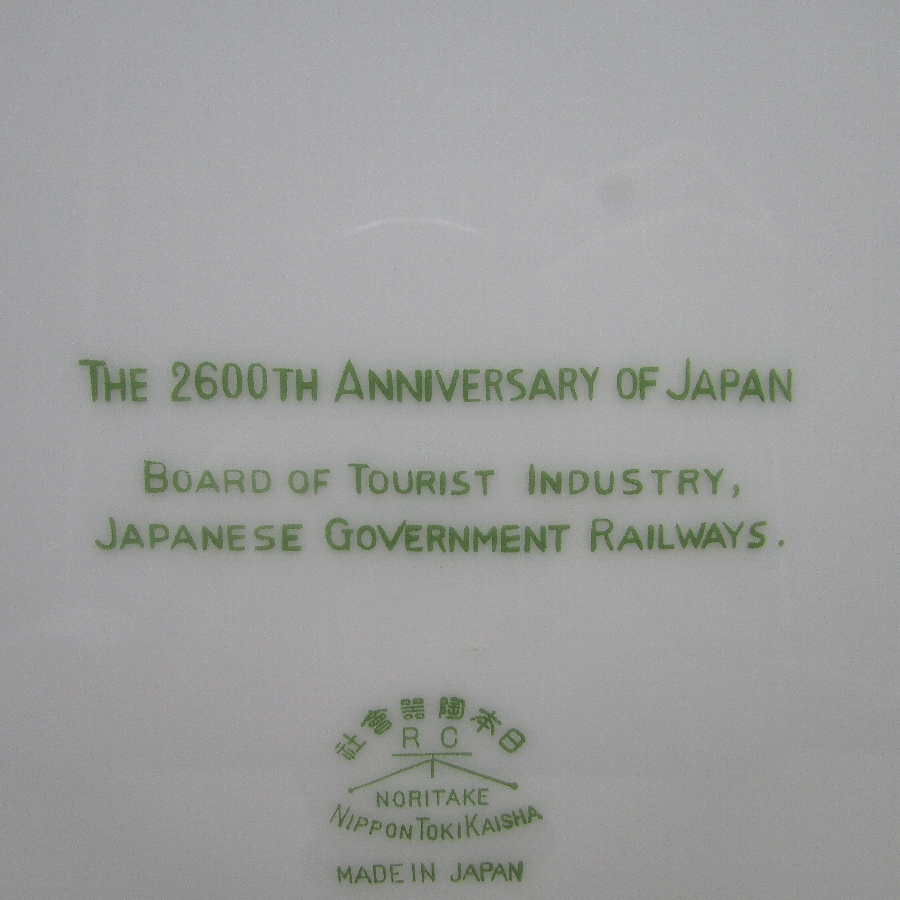 THE 2600TH ANNIVERSARY OF JAPAN
BOARD OF TOURIST INDUSTRY,
JAPANESE GOVERNMENT RAILWAYS.
社會器陶本日
R C
NORITAKE
NIPPON TOKI KAISHA
MADE IN JAPAN